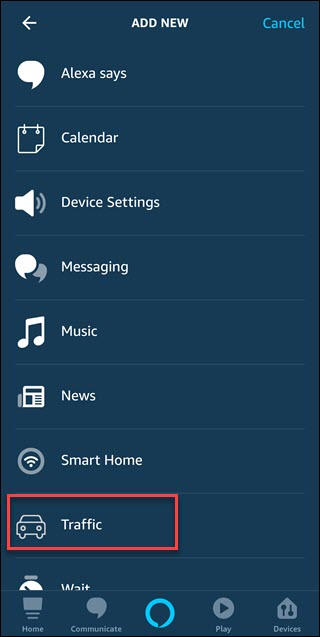 ADD NEW
Cancel
Alexa says
Calendar
Device Settings
Messaging
Music
News
Smart Home
Traffic
Wait
Home
Communicate
Play
Devices